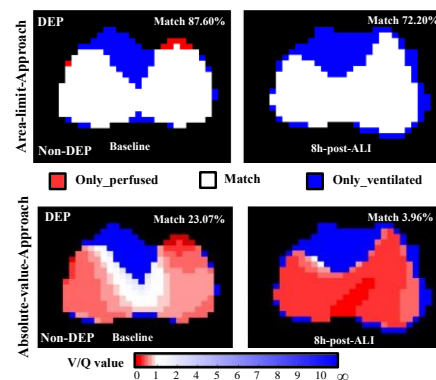 DEP
Match 87.60%
Match 72.20%
Area-limit-Approach
Non-DEP
Baseline
8h-post-ALI
Only_perfused
Match
Only_ventilated
DEP
Match 23.07%
Match 3.96%
Absolute-value-Approach
Non-DEP
Baseline
8h-post-ALI
V/Q value
0 1 2 3 4 5 6 7 8 9 10 ∞